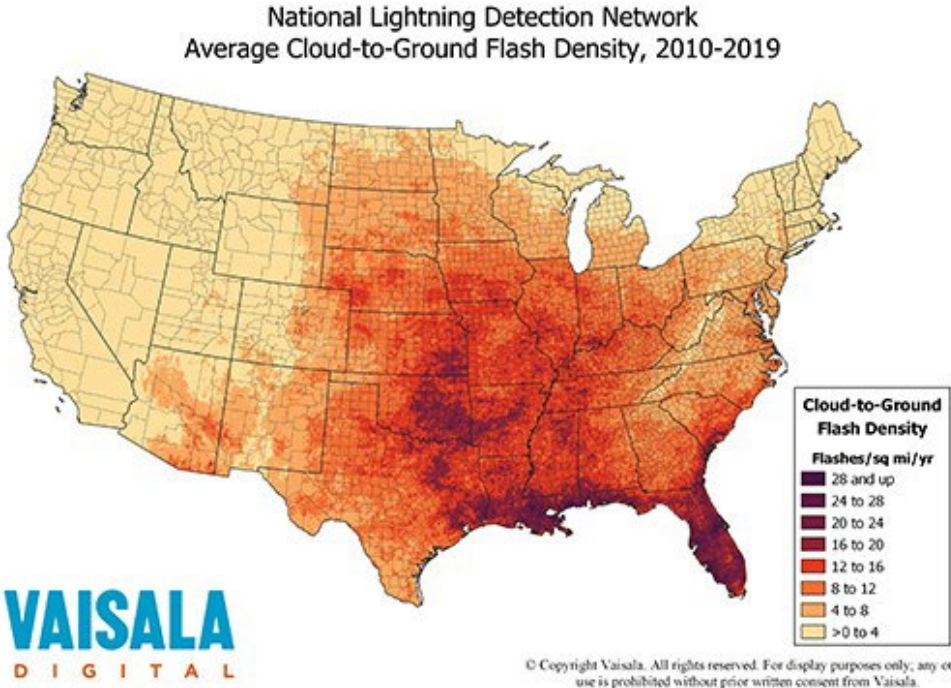 National Lightning Detection Network
Average Cloud-to-Ground Flash Density, 2010-2019
Cloud-to-Ground
Flash Density
Flashes/sq mi/yr
28 and up
24 to 28
20 to 24
16 to 20
12 to 16
8 to 12
4 to 8
>0 to 4
VAISALA
DIGITAL
© Copyright Vaisala. All rights reserved. For display purposes only; any
use is prohibited without prior written consent from Vaisala.